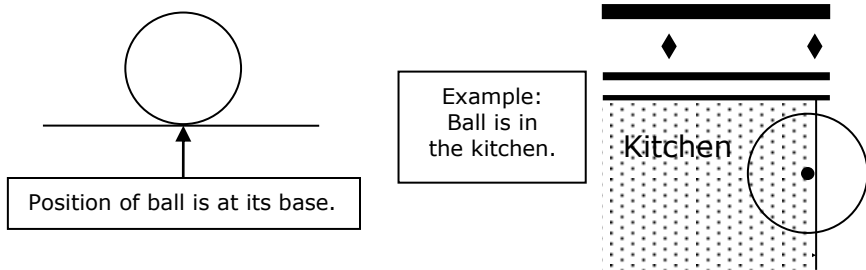 Position of ball is at its base.
Example:
Ball is in
the kitchen.
Kitchen